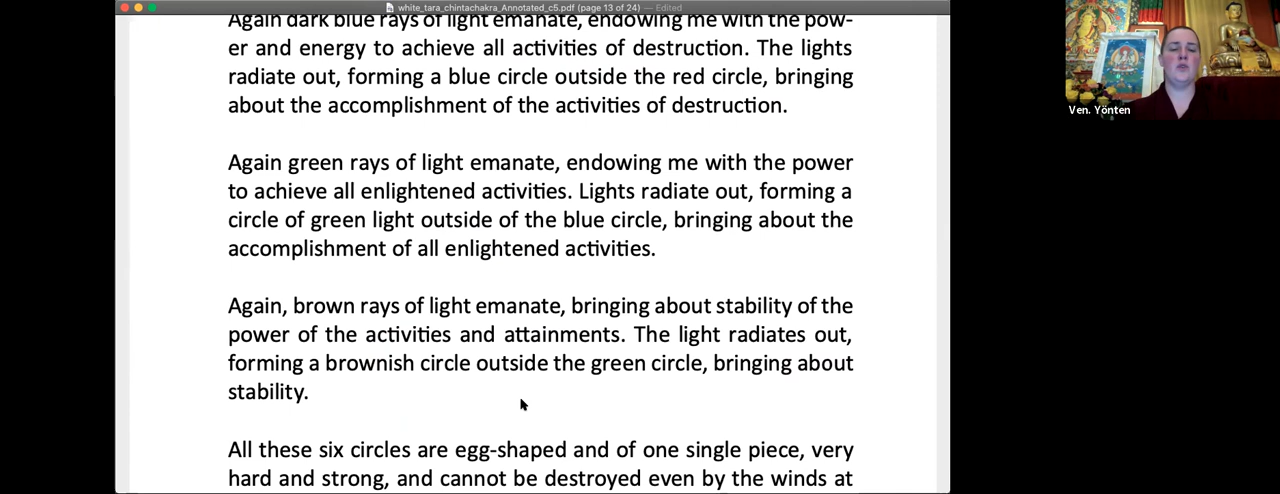 white_tara_chintachakra_Annotated_c5.pdf (page 13 of 24) — Edited
Again dark blue rays of light emanate, endowing me with the pow-
er and energy to achieve all activities of destruction. The lights
radiate out, forming a blue circle outside the red circle, bringing
about the accomplishment of the activities of destruction.
Again green rays of light emanate, endowing me with the power
to achieve all enlightened activities. Lights radiate out, forming a
circle of green light outside of the blue circle, bringing about the
accomplishment of all enlightened activities.
Again, brown rays of light emanate, bringing about stability of the
power of the activities and attainments. The light radiates out,
forming a brownish circle outside the green circle, bringing about
stability.
All these six circles are egg-shaped and of one single piece, very
hard and strong, and cannot be destroyed even by the winds at
Ven. Yönten